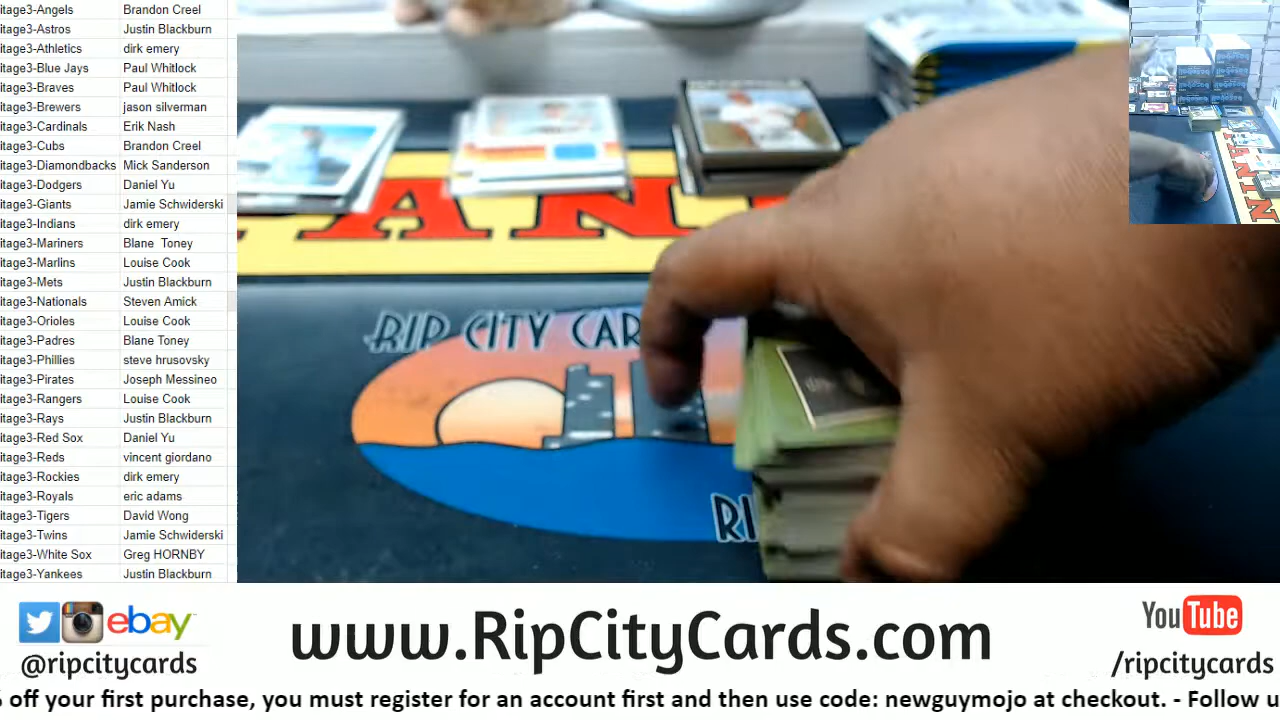 itage3-Angels Brandon Creel
itage3-Astros Justin Blackburn
itage3-Athletics dirk emery
itage3-Blue Jays Paul Whitlock
itage3-Braves Paul Whitlock
itage3-Brewers jason silverman
itage3-Cardinals Erik Nash
itage3-Cubs Brandon Creel
itage3-Diamondbacks Mick Sanderson
itage3-Dodgers Daniel Yu
itage3-Giants Jamie Schwiderski
itage3-Indians dirk emery
itage3-Mariners Blane Toney
itage3-Marlins Louise Cook
itage3-Mets Justin Blackburn
itage3-Nationals Steven Amick
itage3-Orioles Louise Cook
itage3-Padres Blane Toney
itage3-Phillies steve hrusovsky
itage3-Pirates Joseph Messineo
itage3-Rangers Louise Cook
itage3-Rays Justin Blackburn
itage3-Red Sox Daniel Yu
itage3-Reds vincent giordano
itage3-Rockies dirk emery
itage3-Royals eric adams
itage3-Tigers David Wong
itage3-Twins Jamie Schwiderski
itage3-White Sox Greg HORNBY
itage3-Yankees Justin Blackburn
ANI
RIP CITY CAR
RI
ebay
@ripcitycards
www.RipCityCards.com
YouTube
/ripcitycards
off your first purchase, you must register for an account first and then use code: newguymojo at checkout. - Follow u